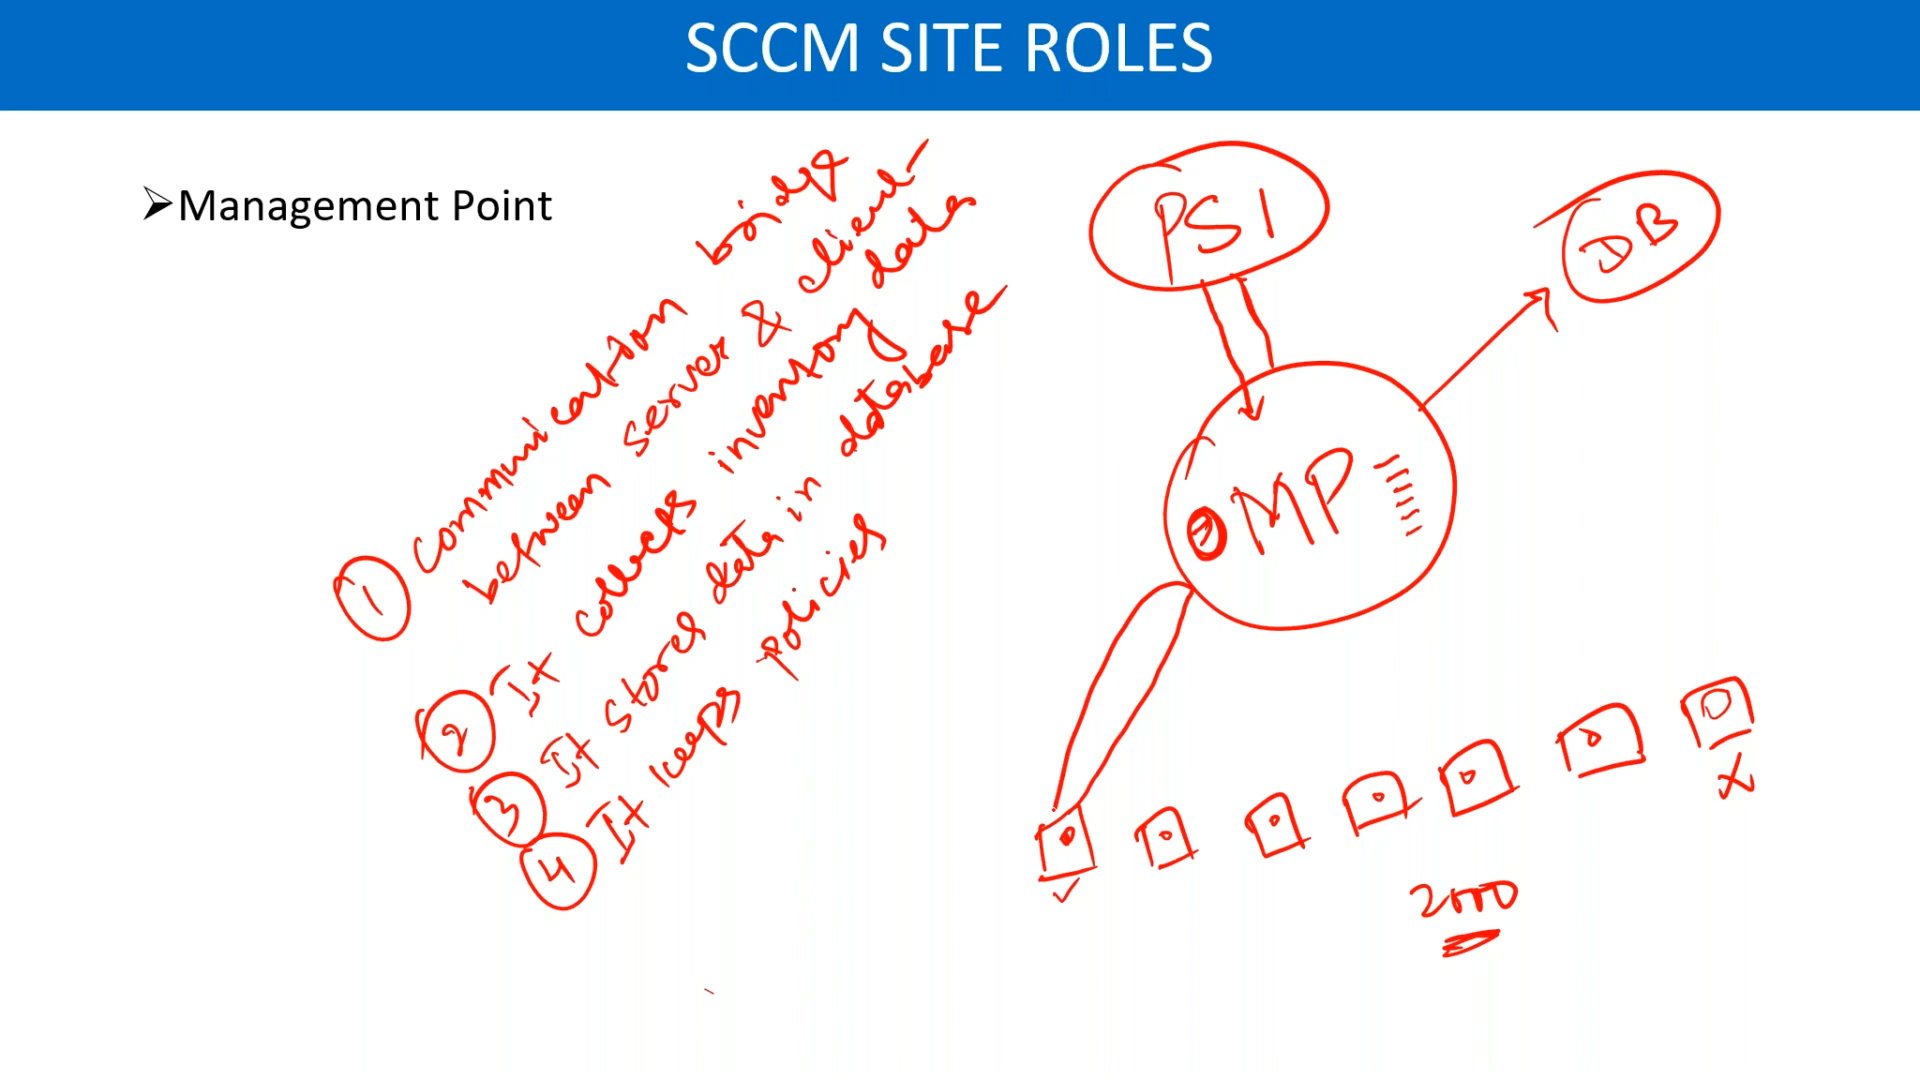 SCCM SITE ROLES
➢Management Point
1 communication bridge
between server & client
2 It collects inventory data
3 It stores data in database
4 It keeps policies
PS1
DB
MP
X
2000